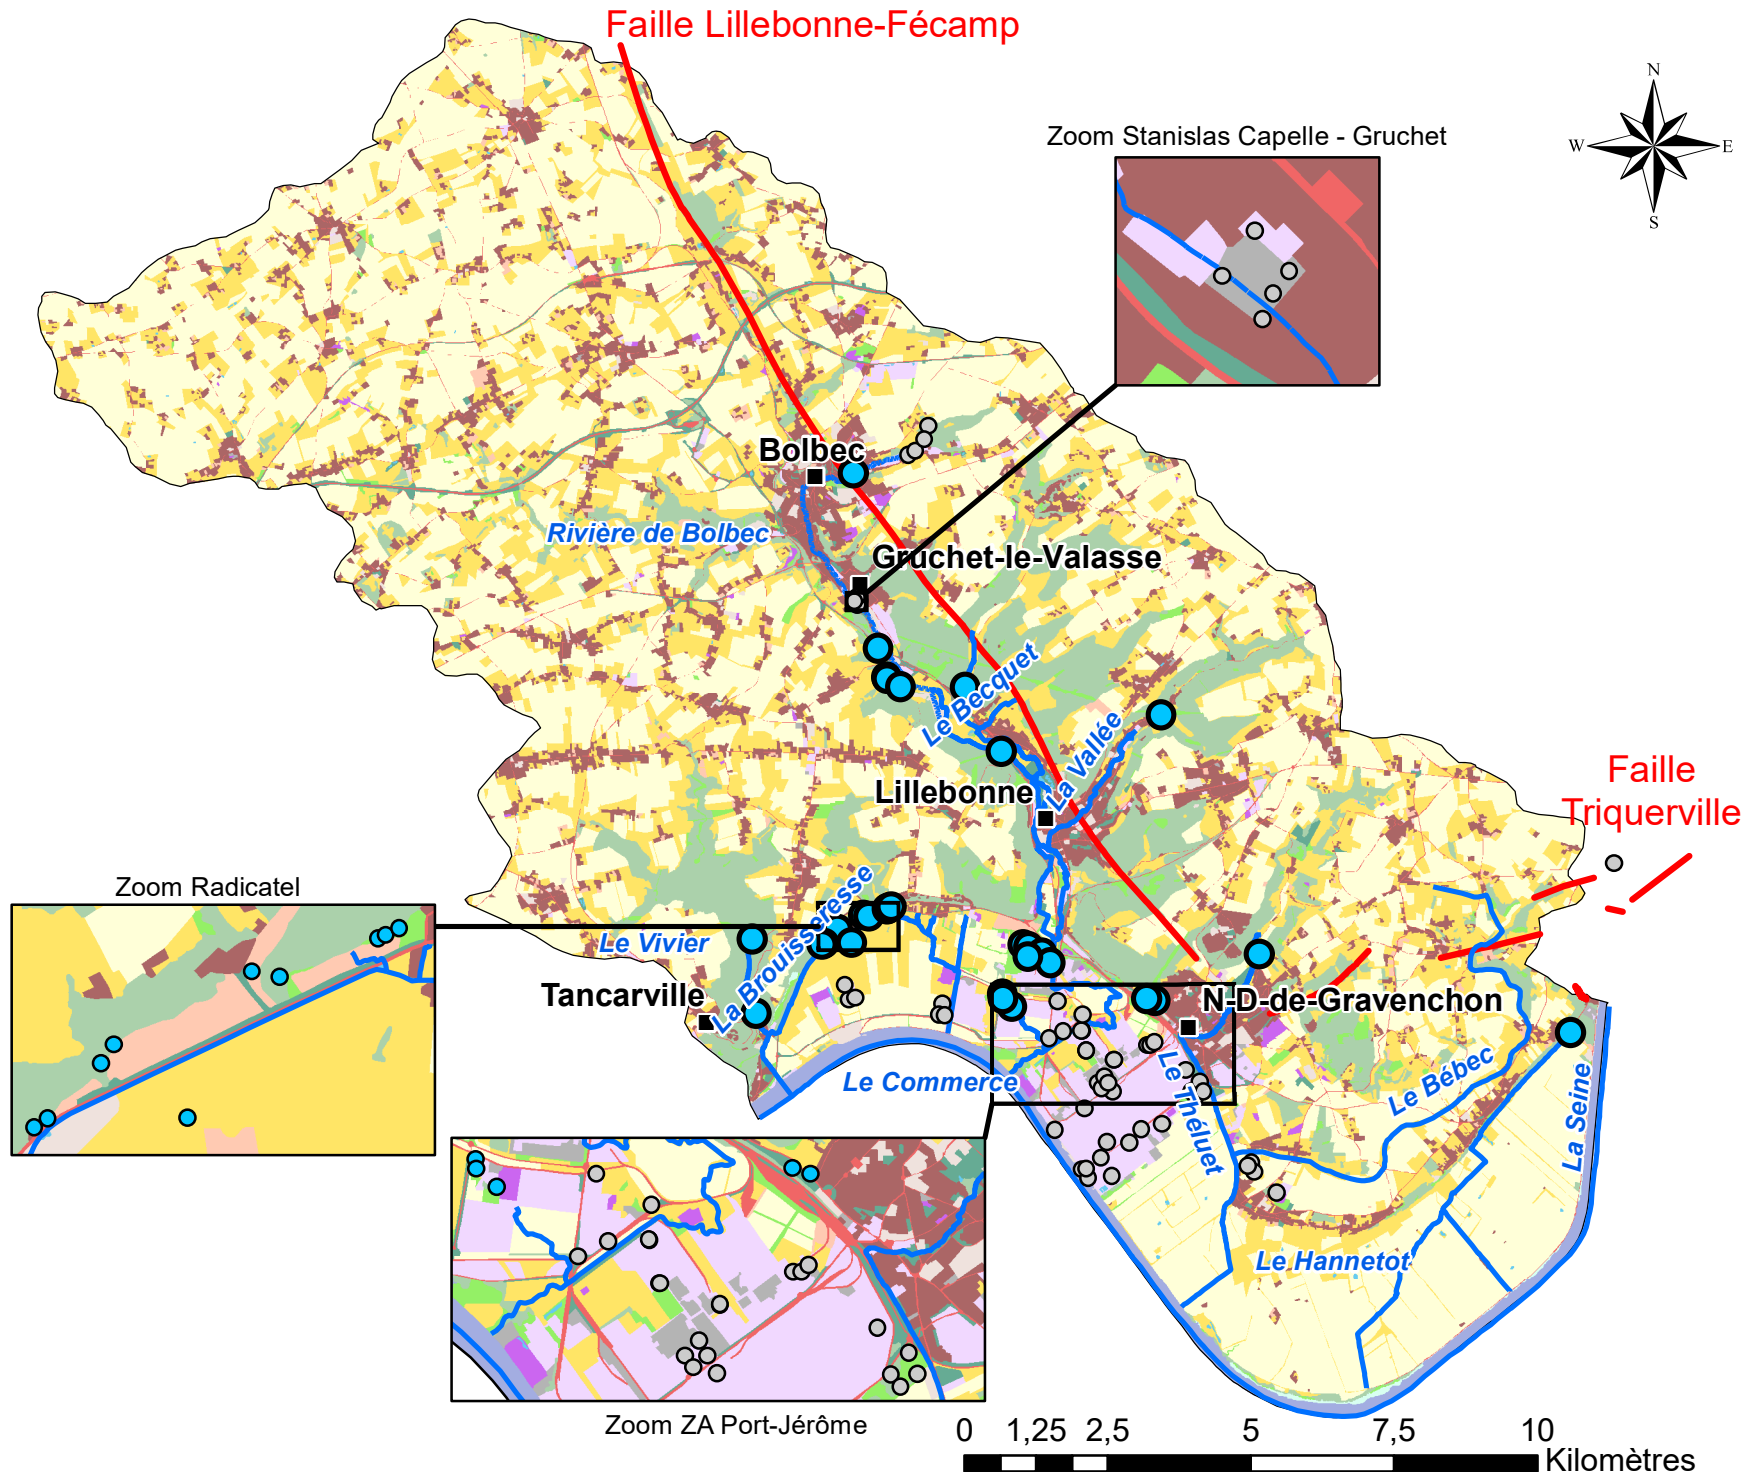 Faille Lillebonne-Fécamp
N
W
E
S
Zoom Stanislas Capelle - Gruchet
Bolbec
Rivière de Bolbec
Gruchet-le-Valasse
Le Becquet
La Vallée
Lillebonne
Faille
Triquerville
Zoom Radicatel
La Brouisseresse
Le Vivier
Tancarville
N-D-de-Gravenchon
Le Commerce
Le Théluet
Le Bébec
La Seine
Le Hannetot
Zoom ZA Port-Jérôme
0 1,25 2,5 5 7,5 10
Kilomètres